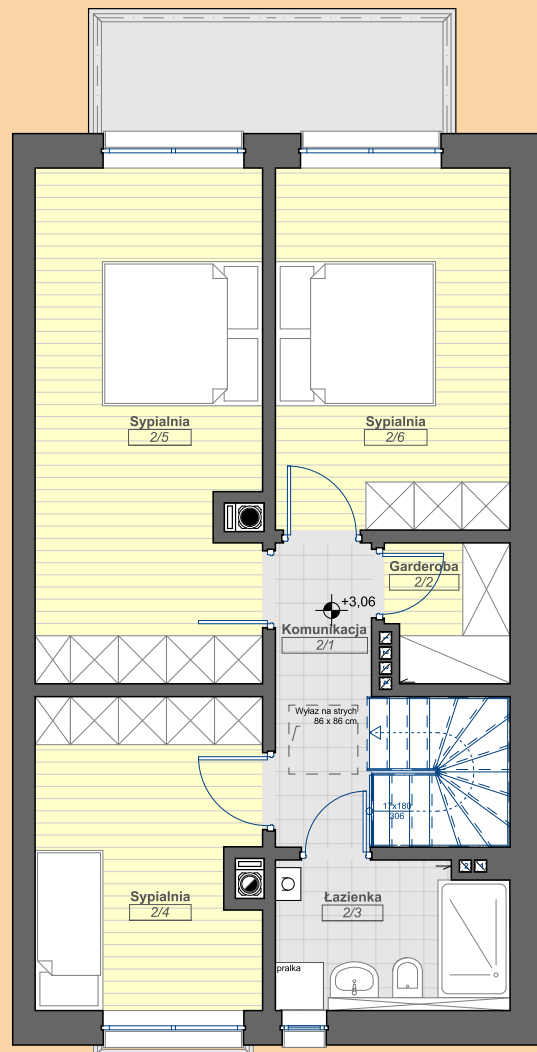 Sypialnia
2/5
Sypialnia
2/6
Garderoba
2/2
+3,06
Komunikacja
2/1
Wyłaz na strych
86 x 86 cm
17x180
306
Sypialnia
2/4
Łazienka
2/3
pralka